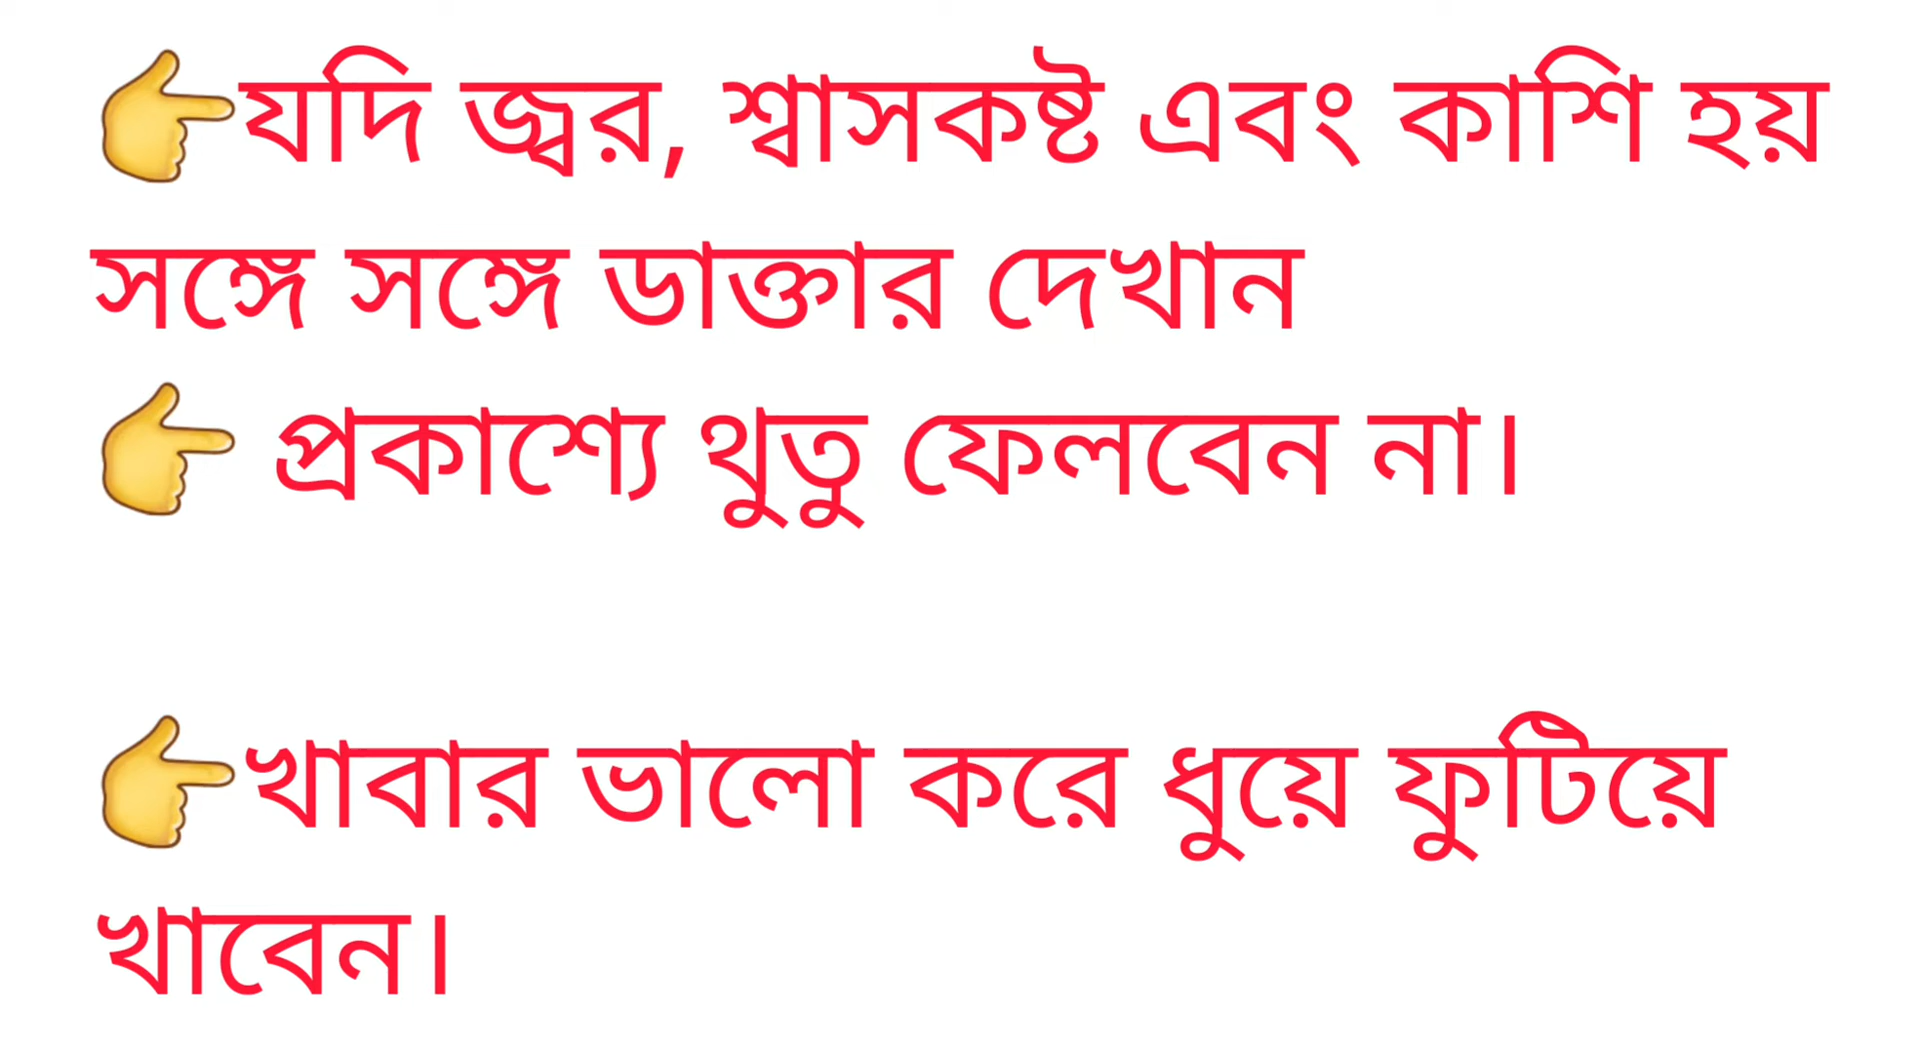 👉যদি জ্বর, শ্বাসকষ্ট এবং কাশি হয়
সঙ্গে সঙ্গে ডাক্তার দেখান
👉 প্রকাশ্যে থুতু ফেলবেন না।
👉খাবার ভালো করে ধুয়ে ফুটিয়ে
খাবেন।